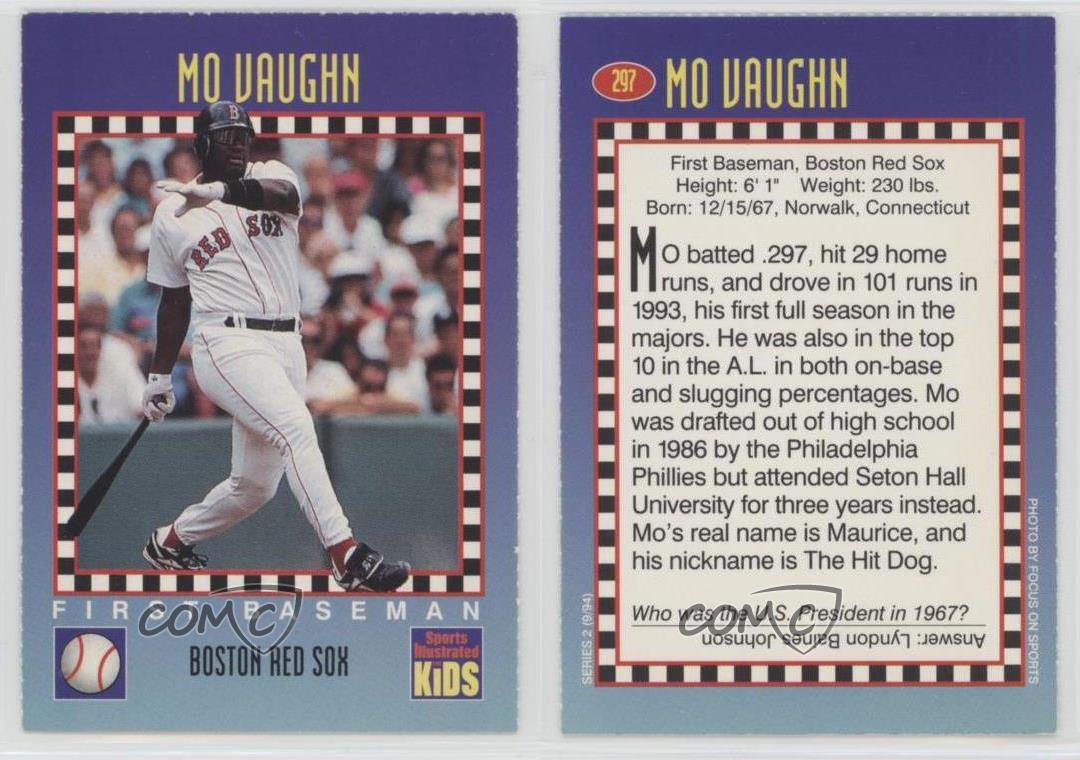 MO VAUGHN
B
RED SOX
FIRST BASEMAN
BOSTON RED SOX
Sports
Illustrated
FOR
KIDS
COMC
297
MO VAUGHN
First Baseman, Boston Red Sox
Height: 6' 1" Weight: 230 lbs.
Born: 12/15/67, Norwalk, Connecticut
MO batted .297, hit 29 home
runs, and drove in 101 runs in
1993, his first full season in the
majors. He was also in the top
10 in the A.L. in both on-base
and slugging percentages. Mo
was drafted out of high school
in 1986 by the Philadelphia
Phillies but attended Seton Hall
University for three years instead.
Mo's real name is Maurice, and
his nickname is The Hit Dog.
Who was the U.S. President in 1967?
Answer: Lyndon Baines Johnson
COMC
SERIES 2 (9/94)
PHOTO BY FOCUS ON SPORTS